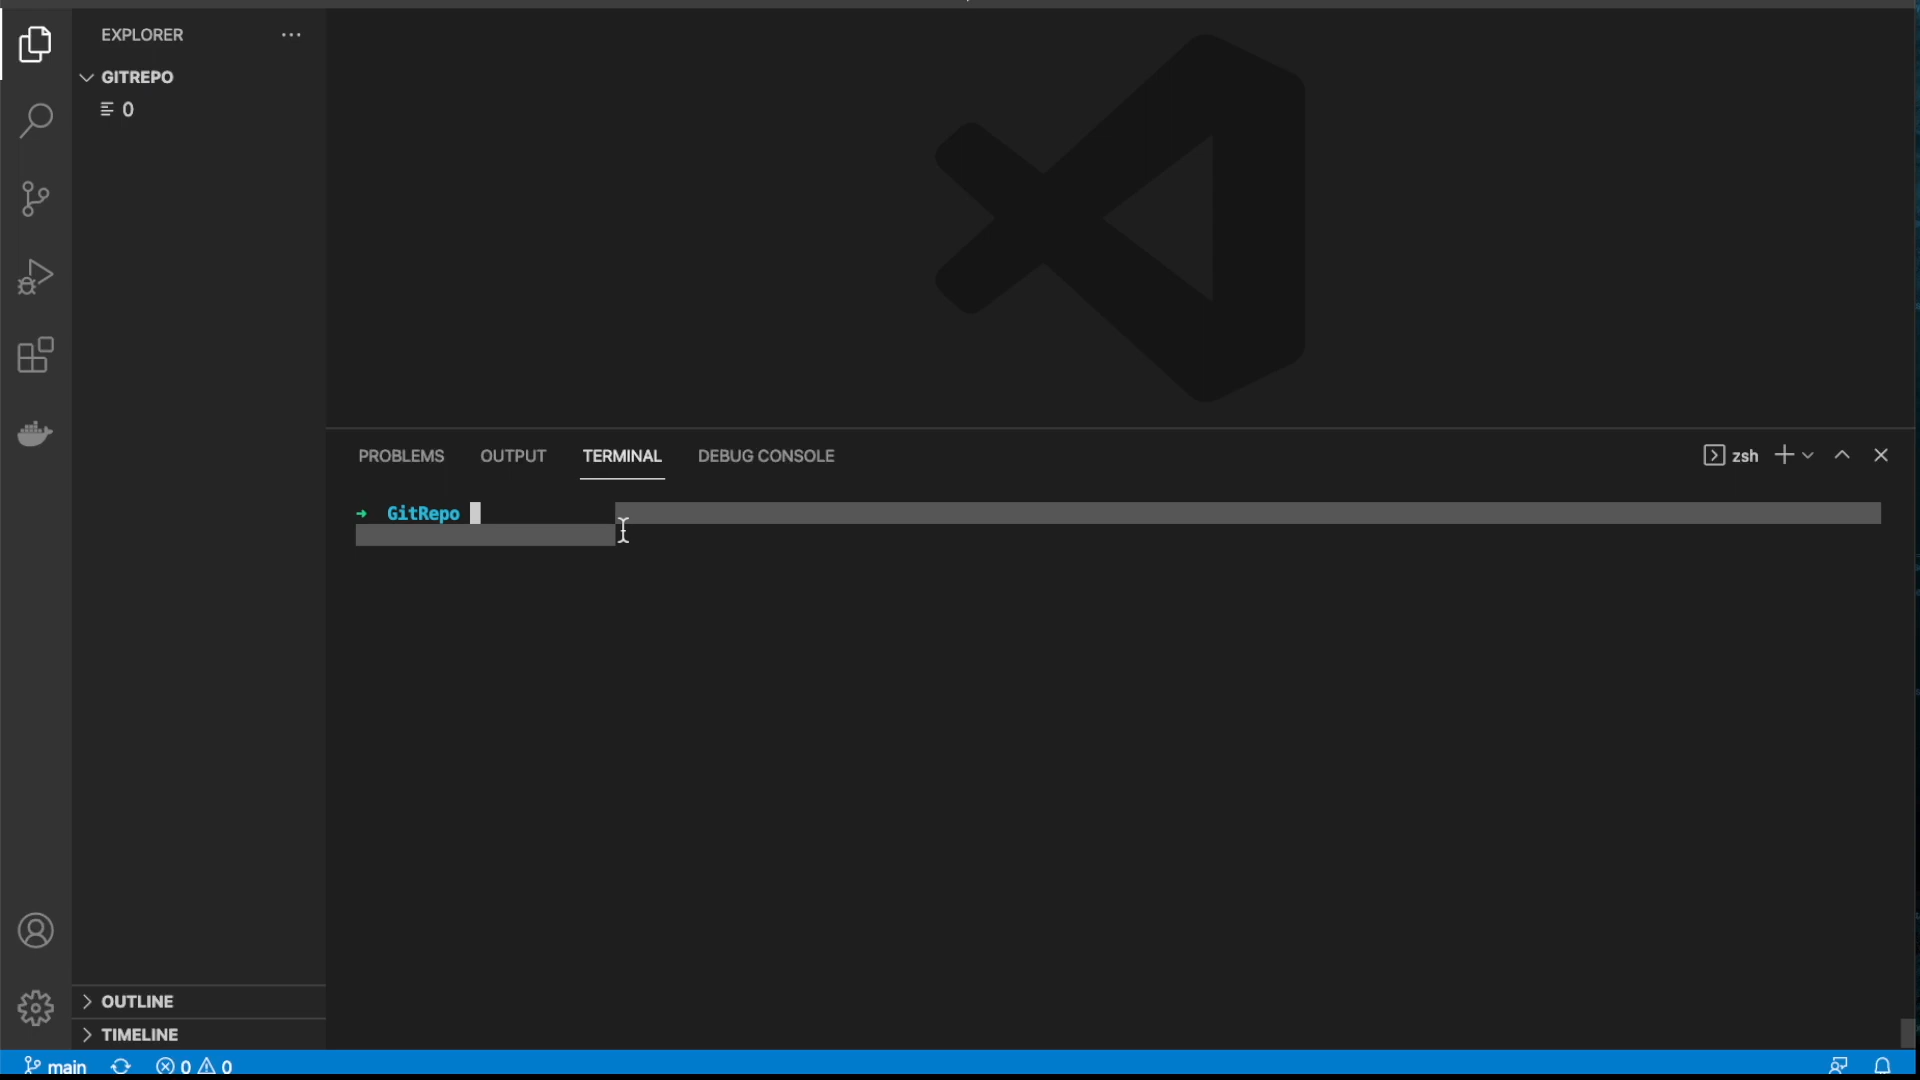 EXPLORER
GITREPO
0
PROBLEMS OUTPUT TERMINAL DEBUG CONSOLE
zsh
➜ GitRepo
OUTLINE
TIMELINE
main 0 0